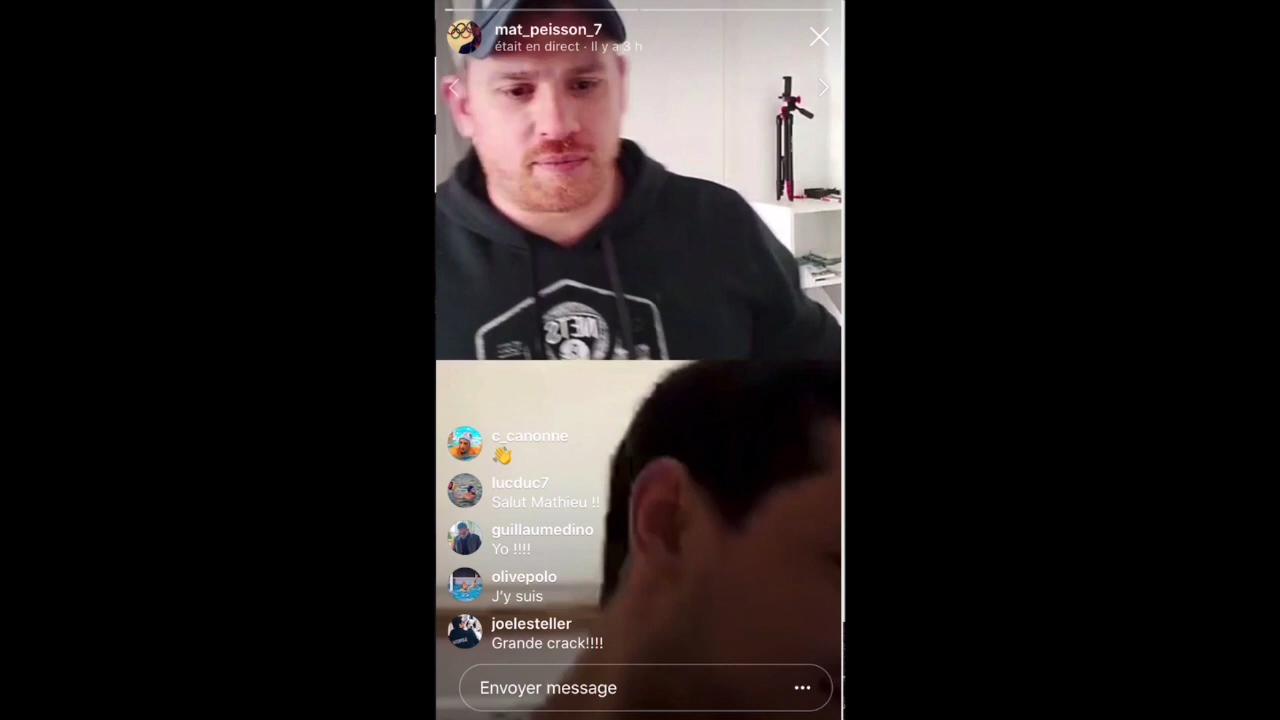 mat_peisson_7
était en direct · Il y a 3 h
NETS
c_canonne
👋
lucduc7
Salut Mathieu !!
guillaumedino
Yo !!!!
olivepolo
J'y suis
joelesteller
Grande crack!!!!
Envoyer message